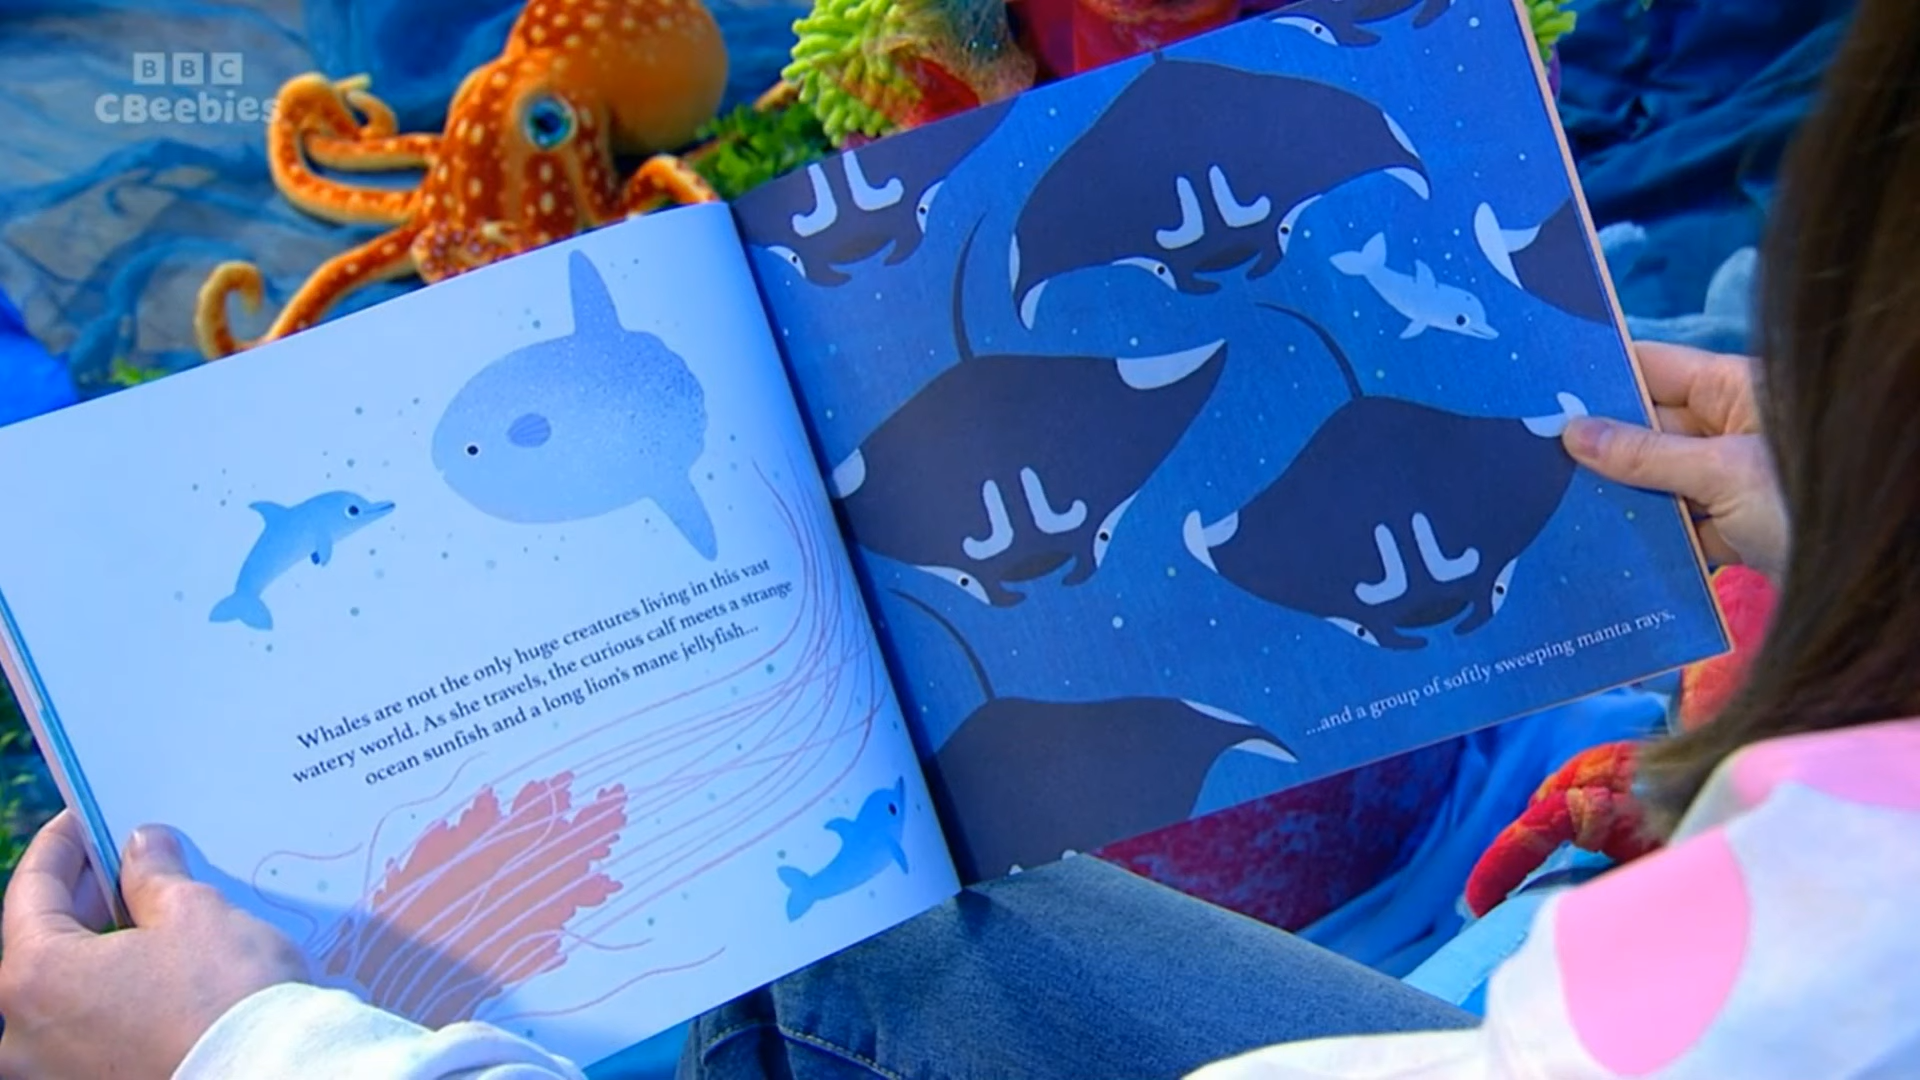 BBC
CBeebies
Whales are not the only huge creatures living in this vast
watery world. As she travels, the curious calf meets a strange
ocean sunfish and a long lion's mane jellyfish...
...and a group of softly sweeping manta rays.